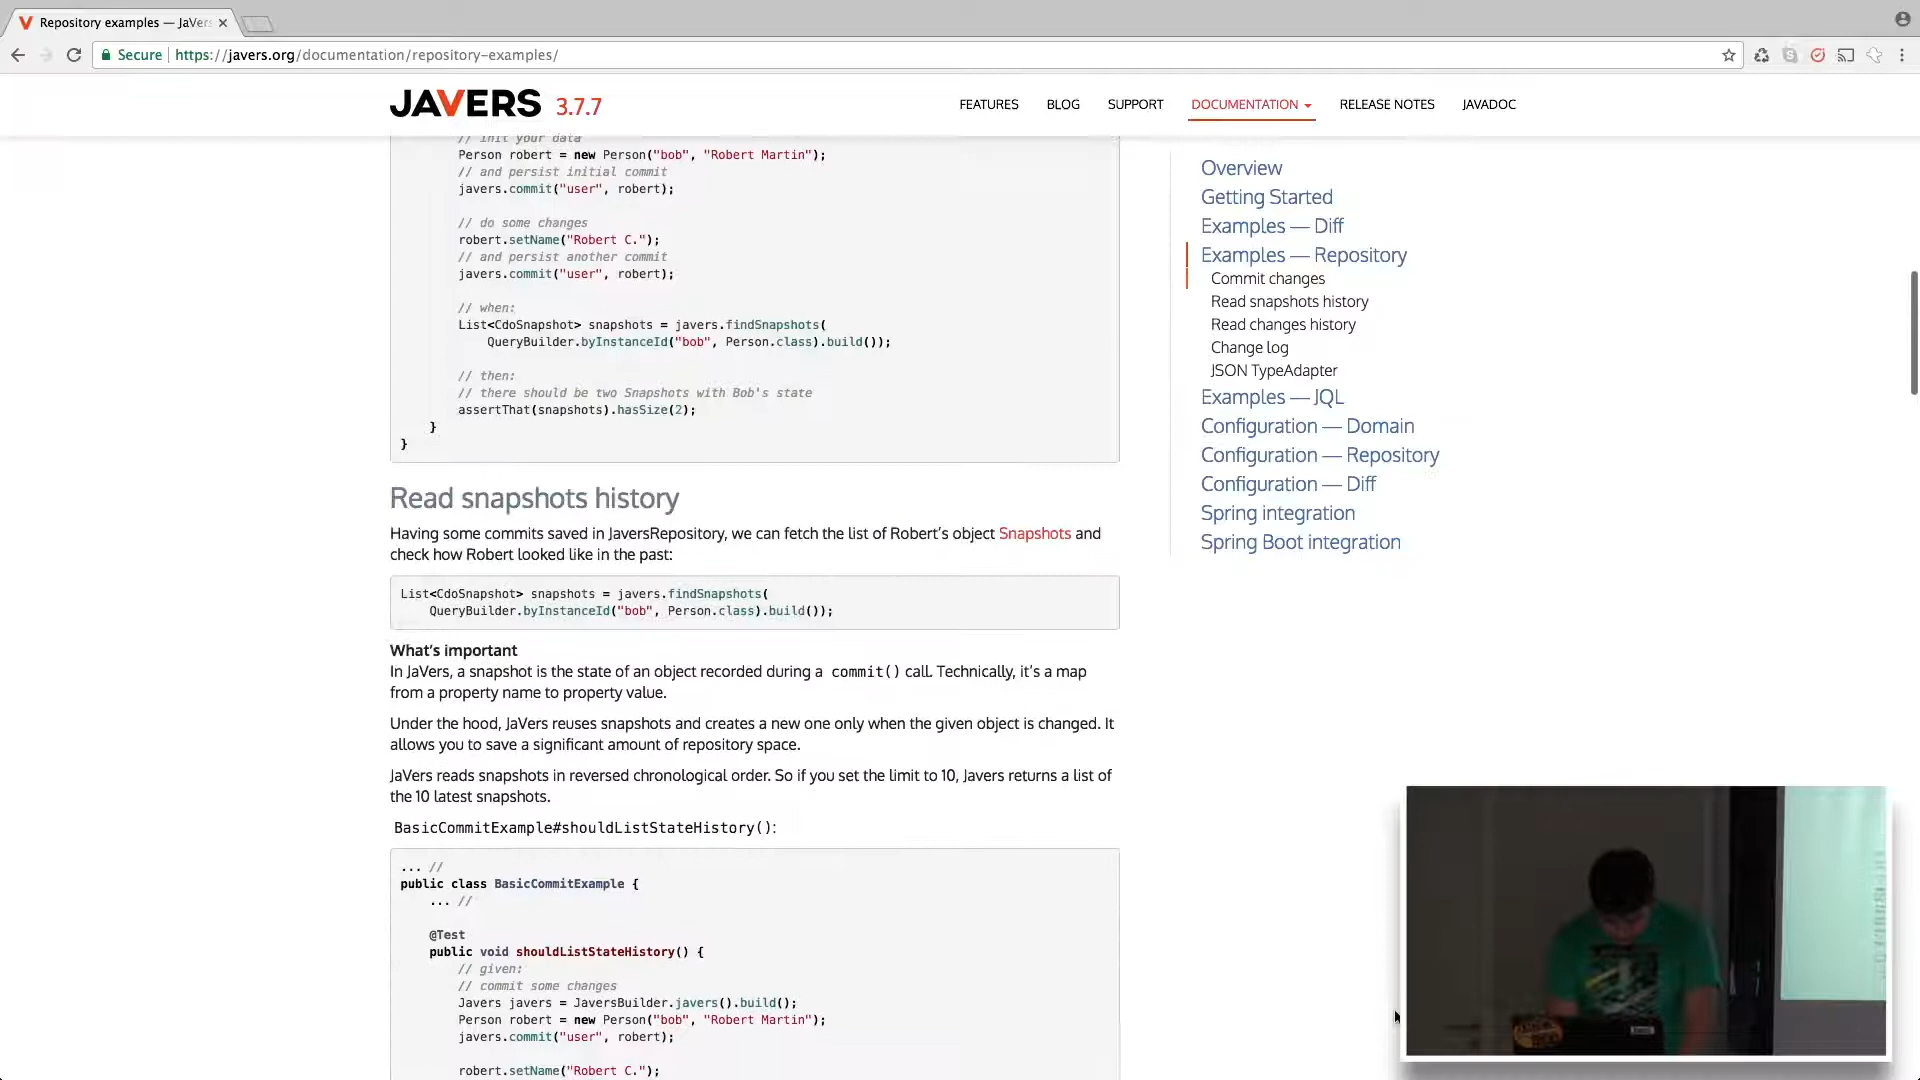 Repository examples — JaVers
Secure | https://javers.org/documentation/repository-examples/
JAVERS 3.7.7
FEATURES BLOG SUPPORT DOCUMENTATION RELEASE NOTES JAVADOC
// init your data
Person robert = new Person("bob", "Robert Martin");
// and persist initial commit
javers.commit("user", robert);
// do some changes
robert.setName("Robert C.");
// and persist another commit
javers.commit("user", robert);
// when:
List<CdoSnapshot> snapshots = javers.findSnapshots(
QueryBuilder.byInstanceId("bob", Person.class).build());
// then:
// there should be two Snapshots with Bob's state
assertThat(snapshots).hasSize(2);
}
}
Read snapshots history
Having some commits saved in JaversRepository, we can fetch the list of Robert's object Snapshots and
check how Robert looked like in the past:
List<CdoSnapshot> snapshots = javers.findSnapshots(
QueryBuilder.byInstanceId("bob", Person.class).build());
What's important
In JaVers, a snapshot is the state of an object recorded during a commit() call. Technically, it's a map
from a property name to property value.
Under the hood, JaVers reuses snapshots and creates a new one only when the given object is changed. It
allows you to save a significant amount of repository space.
JaVers reads snapshots in reversed chronological order. So if you set the limit to 10, Javers returns a list of
the 10 latest snapshots.
BasicCommitExample#shouldListStateHistory():
... //
public class BasicCommitExample {
... //
@Test
public void shouldListStateHistory() {
// given:
// commit some changes
Javers javers = JaversBuilder.javers().build();
Person robert = new Person("bob", "Robert Martin");
javers.commit("user", robert);
robert.setName("Robert C.");
Overview
Getting Started
Examples — Diff
Examples — Repository
Commit changes
Read snapshots history
Read changes history
Change log
JSON TypeAdapter
Examples — JQL
Configuration — Domain
Configuration — Repository
Configuration — Diff
Spring integration
Spring Boot integration